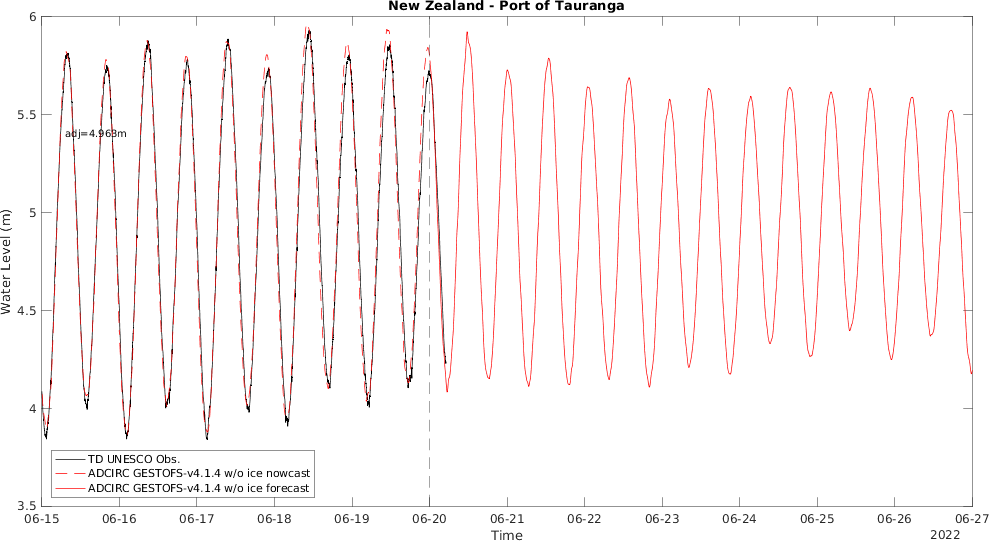 New Zealand - Port of Tauranga
6
5.5
5
4.5
4
3.5
Water Level (m)
adj=4.963m
TD UNESCO Obs.
ADCIRC GESTOFS-v4.1.4 w/o ice nowcast
ADCIRC GESTOFS-v4.1.4 w/o ice forecast
06-15 06-16 06-17 06-18 06-19 06-20 06-21 06-22 06-23 06-24 06-25 06-26 06-27
Time
2022